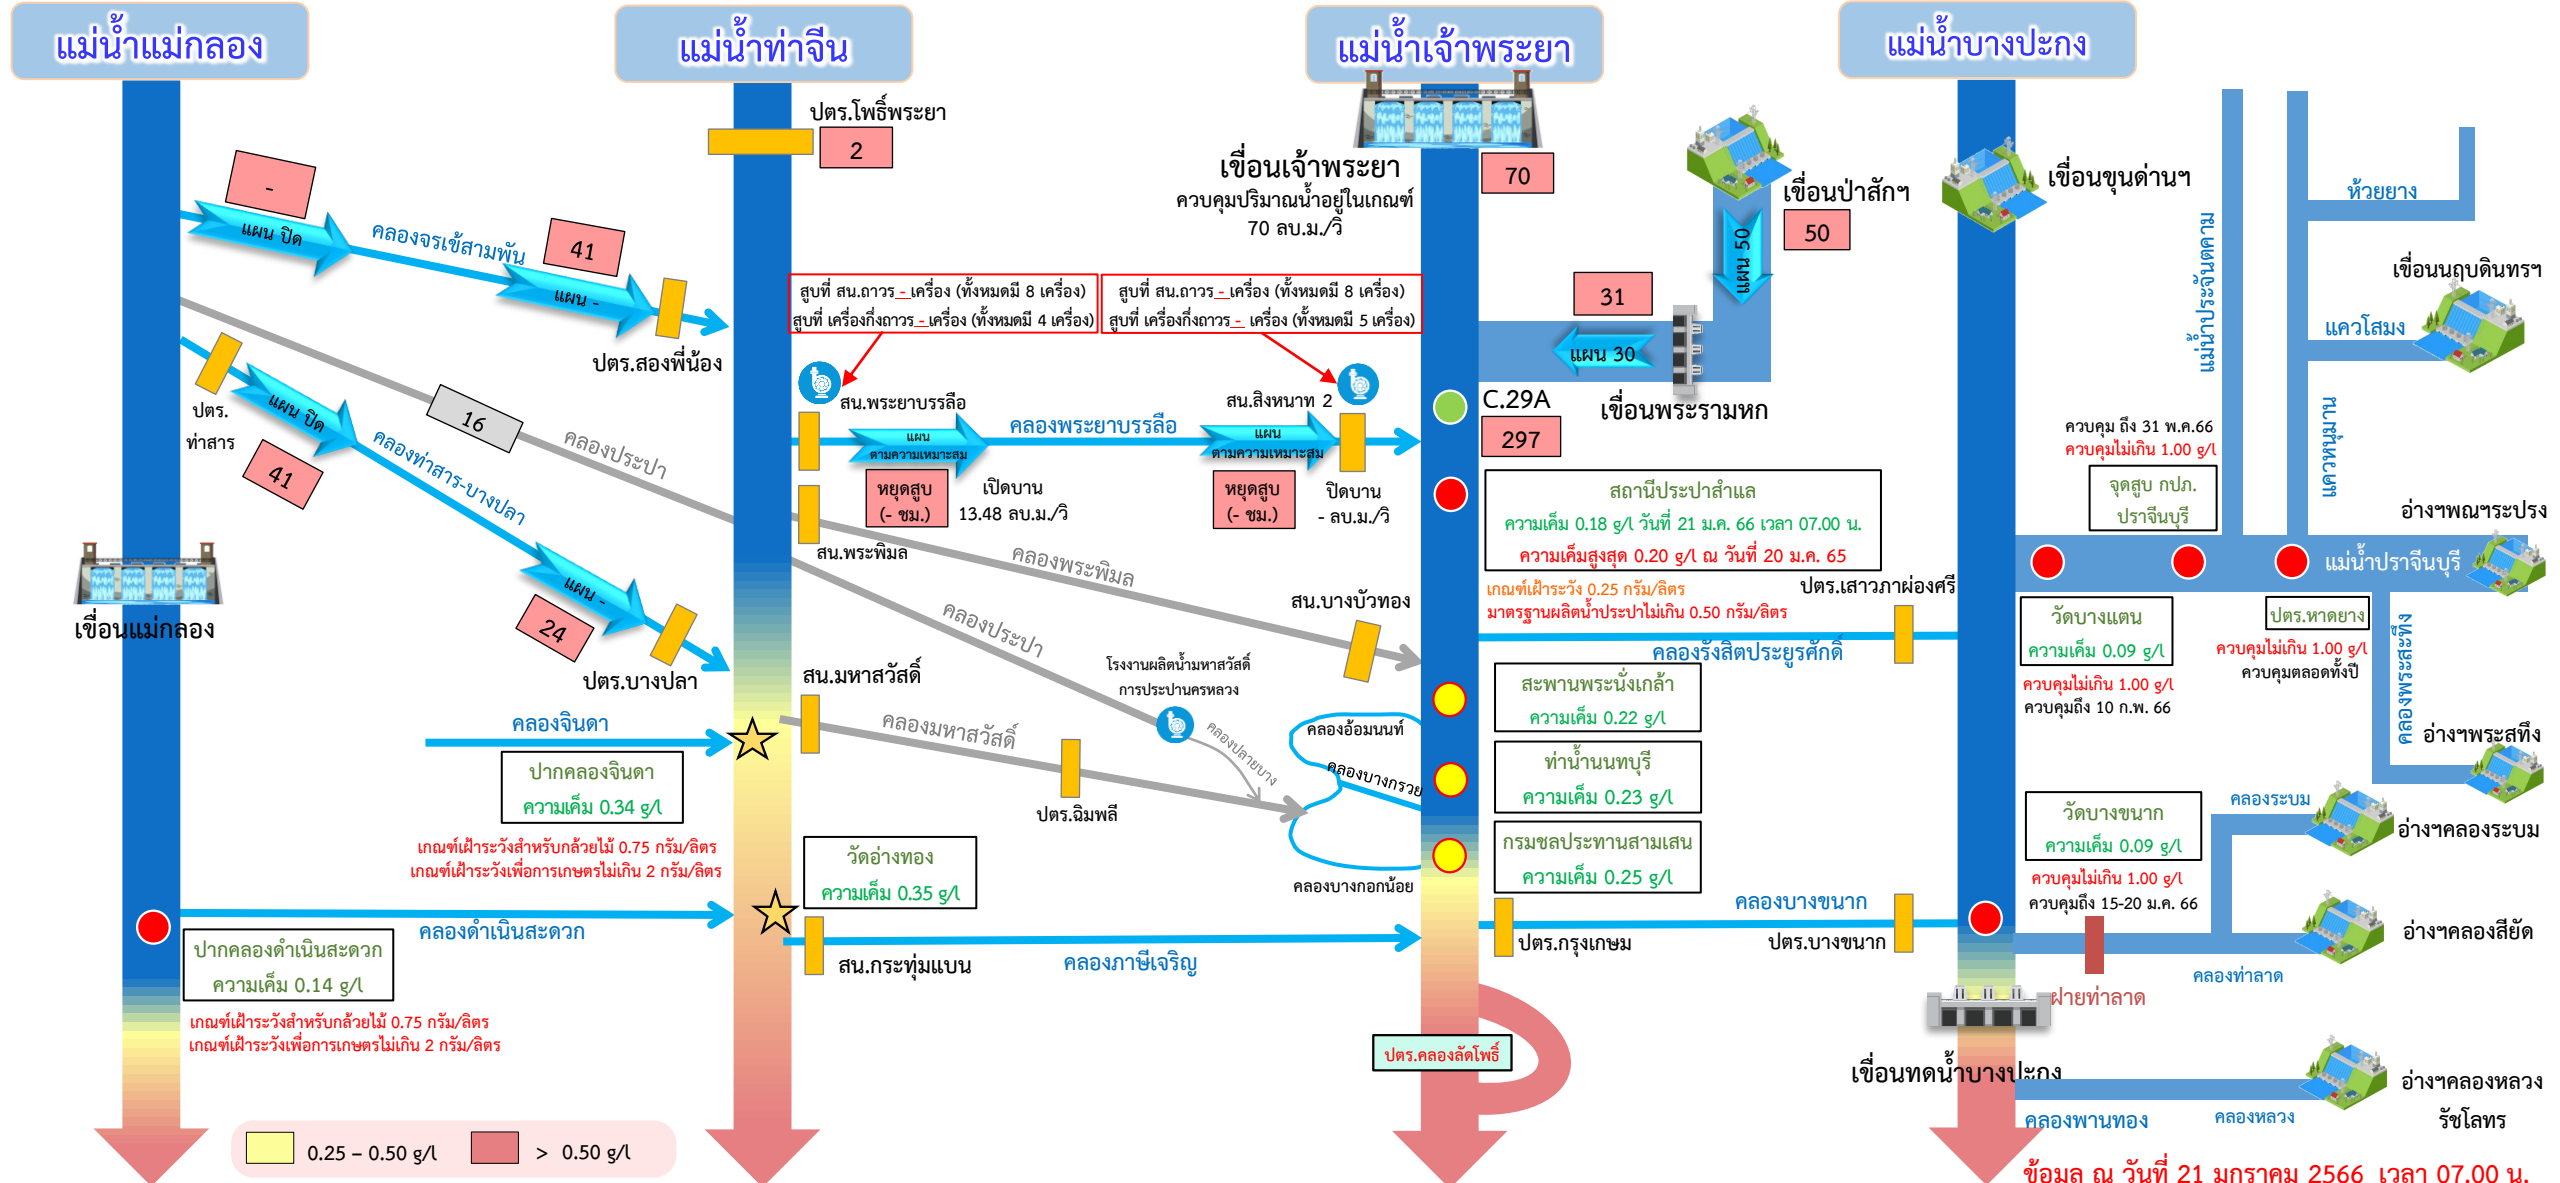 แม่น้ำแม่กลอง
แม่น้ำท่าจีน
แม่น้ำเจ้าพระยา
แม่น้ำบางปะกง
ปตร.โพธิ์พระยา
2
-
แผน ปิด
คลองจรเข้สามพัน
41
แผน -
ปตร.สองพี่น้อง
ปตร.
ท่าสาร
แผน ปิด
41
16
คลองประปา
คลองท่าสาร-บางปลา
แผน -
24
ปตร.บางปลา
เขื่อนแม่กลอง
เขื่อนเจ้าพระยา
ควบคุมปริมาณน้ำอยู่ในเกณฑ์
70 ลบ.ม./วิ
70
เขื่อนป่าสักฯ
50
แผน 50
31
แผน 30
เขื่อนพระรามหก
สูบที่ สน.ถาวร - เครื่อง (ทั้งหมดมี 8 เครื่อง)
สูบที่ เครื่องกึ่งถาวร - เครื่อง (ทั้งหมดมี 4 เครื่อง)
สูบที่ สน.ถาวร - เครื่อง (ทั้งหมดมี 8 เครื่อง)
สูบที่ เครื่องกึ่งถาวร - เครื่อง (ทั้งหมดมี 5 เครื่อง)
สน.พระยาบรรลือ
แผน
ตามความเหมาะสม
คลองพระยาบรรลือ
สน.สิงหนาท 2
แผน
ตามความเหมาะสม
หยุดสูบ
(- ชม.)
เปิดบาน
13.48 ลบ.ม./วิ
หยุดสูบ
(- ชม.)
ปิดบาน
- ลบ.ม./วิ
C.29A
297
สน.พระพิมล
คลองพระพิมล
คลองประปา
สน.บางบัวทอง
สถานีประปาสำแล
ความเค็ม 0.18 g/l วันที่ 21 ม.ค. 66 เวลา 07.00 น.
ความเค็มสูงสุด 0.20 g/l ณ วันที่ 20 ม.ค. 65
เกณฑ์เฝ้าระวัง 0.25 กรัม/ลิตร
มาตรฐานผลิตน้ำประปาไม่เกิน 0.50 กรัม/ลิตร
ปตร.เสาวภาผ่องศรี
คลองรังสิตประยูรศักดิ์
สน.มหาสวัสดิ์
คลองมหาสวัสดิ์
ปตร.ฉิมพลี
โรงงานผลิตน้ำมหาสวัสดิ์
การประปานครหลวง
คลองปลายบาง
คลองอ้อมนนท์
คลองบางกรวย
คลองบางกอกน้อย
สะพานพระนั่งเกล้า
ความเค็ม 0.22 g/l
ท่าน้ำนนทบุรี
ความเค็ม 0.23 g/l
กรมชลประทานสามเสน
ความเค็ม 0.25 g/l
คลองจินดา
ปากคลองจินดา
ความเค็ม 0.34 g/l
เกณฑ์เฝ้าระวังสำหรับกล้วยไม้ 0.75 กรัม/ลิตร
เกณฑ์เฝ้าระวังเพื่อการเกษตรไม่เกิน 2 กรัม/ลิตร
วัดอ่างทอง
ความเค็ม 0.35 g/l
คลองดำเนินสะดวก
ปากคลองดำเนินสะดวก
ความเค็ม 0.14 g/l
เกณฑ์เฝ้าระวังสำหรับกล้วยไม้ 0.75 กรัม/ลิตร
เกณฑ์เฝ้าระวังเพื่อการเกษตรไม่เกิน 2 กรัม/ลิตร
สน.กระทุ่มแบน
คลองภาษีเจริญ
ปตร.กรุงเกษม
คลองบางขนาก
ปตร.บางขนาก
ปตร.คลองลัดโพธิ์
เขื่อนขุนด่านฯ
แม่น้ำประจันตคาม
ห้วยยาง
เขื่อนนฤบดินทรฯ
แควโสมง
แควหนุมาน
ควบคุม ถึง 31 พ.ค.66
ควบคุมไม่เกิน 1.00 g/l
จุดสูบ กปภ.
ปราจีนบุรี
อ่างฯพณฯระปรง
แม่น้ำปราจีนบุรี
วัดบางแตน
ความเค็ม 0.09 g/l
ควบคุมไม่เกิน 1.00 g/l
ควบคุมถึง 10 ก.พ. 66
ปตร.หาดยาง
ควบคุมไม่เกิน 1.00 g/l
ควบคุมตลอดทั้งปี
คลองพระสะทึง
อ่างฯพระสทึง
วัดบางขนาก
ความเค็ม 0.09 g/l
ควบคุมไม่เกิน 1.00 g/l
ควบคุมถึง 15-20 ม.ค. 66
คลองระบม
อ่างฯคลองระบม
อ่างฯคลองสียัด
คลองท่าลาด
ฝายท่าลาด
เขื่อนทดน้ำบางปะกง
คลองพานทอง
คลองหลวง
อ่างฯคลองหลวง
รัชโลทร
0.25 – 0.50 g/l
> 0.50 g/l
ข้อมูล ณ วันที่ 21 มกราคม 2566 เวลา 07.00 น.